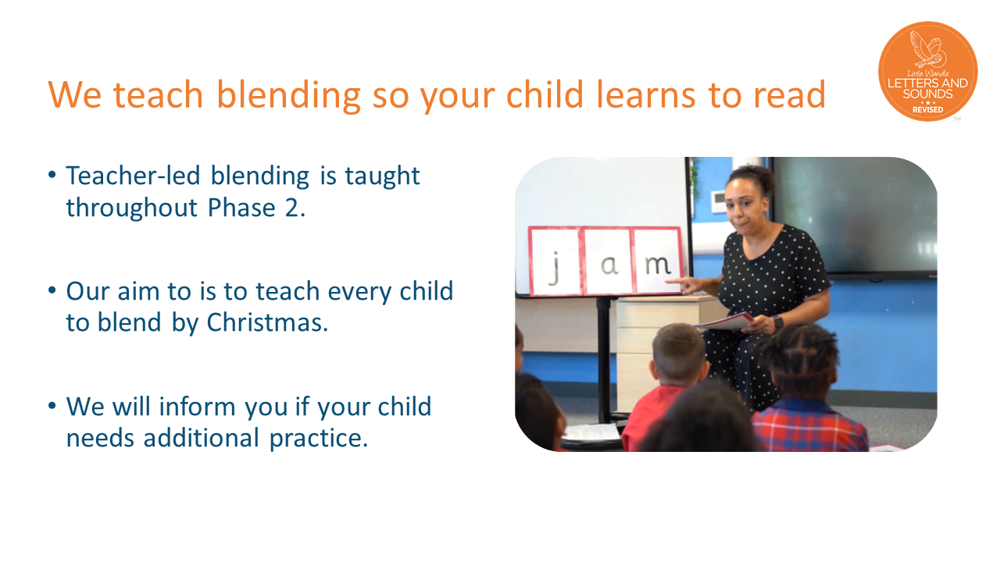 We teach blending so your child learns to read
Little Wandle
LETTERS AND
SOUNDS
REVISED
TM
• Teacher-led blending is taught
throughout Phase 2.
• Our aim to is to teach every child
to blend by Christmas.
• We will inform you if your child
needs additional practice.
j a m